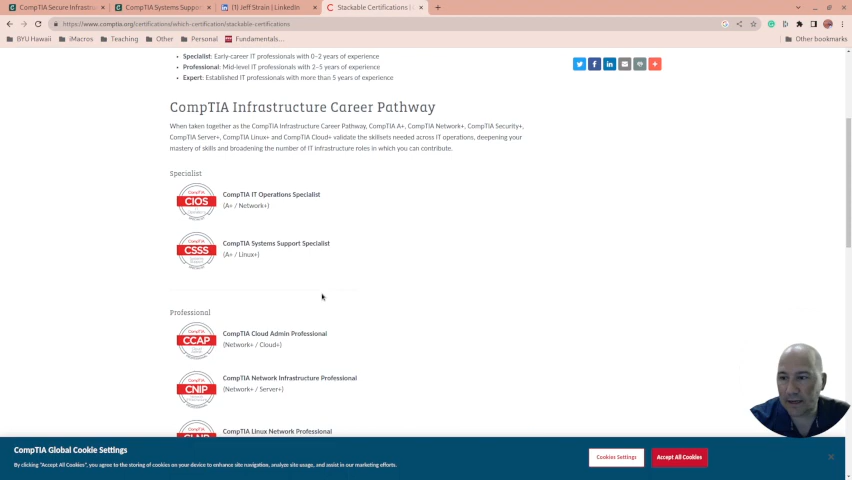 CompTIA Secure Infrastruc
CompTIA Systems Suppor
(1) Jeff Strain | LinkedIn
Stackable Certifications |
https://www.comptia.org/certifications/which-certification/stackable-certifications
BYU Hawaii
iMacros
Teaching
Other
Personal
Fundamentals...
Other bookmarks
• Specialist: Early-career IT professionals with 0–2 years of experience
• Professional: Mid-level IT professionals with 2–5 years of experience
• Expert: Established IT professionals with more than 5 years of experience
CompTIA Infrastructure Career Pathway
When taken together as the CompTIA Infrastructure Career Pathway, CompTIA A+, CompTIA Network+, CompTIA Security+,
CompTIA Server+, CompTIA Linux+ and CompTIA Cloud+ validate the skillsets needed across IT operations, deepening your
mastery of skills and broadening the number of IT infrastructure roles in which you can contribute.
Specialist
CompTIA
CIOS
CompTIA IT Operations Specialist
(A+ / Network+)
CompTIA
CSSS
CompTIA Systems Support Specialist
(A+ / Linux+)
Professional
CompTIA
CCAP
CompTIA Cloud Admin Professional
(Network+ / Cloud+)
CompTIA
CNIP
CompTIA Network Infrastructure Professional
(Network+ / Server+)
CompTIA
CompTIA Linux Network Professional
CompTIA Global Cookie Settings
By clicking "Accept All Cookies", you agree to the storing of cookies on your device to enhance site navigation, analyze site usage, and assist in our marketing efforts.
Cookies Settings
Accept All Cookies